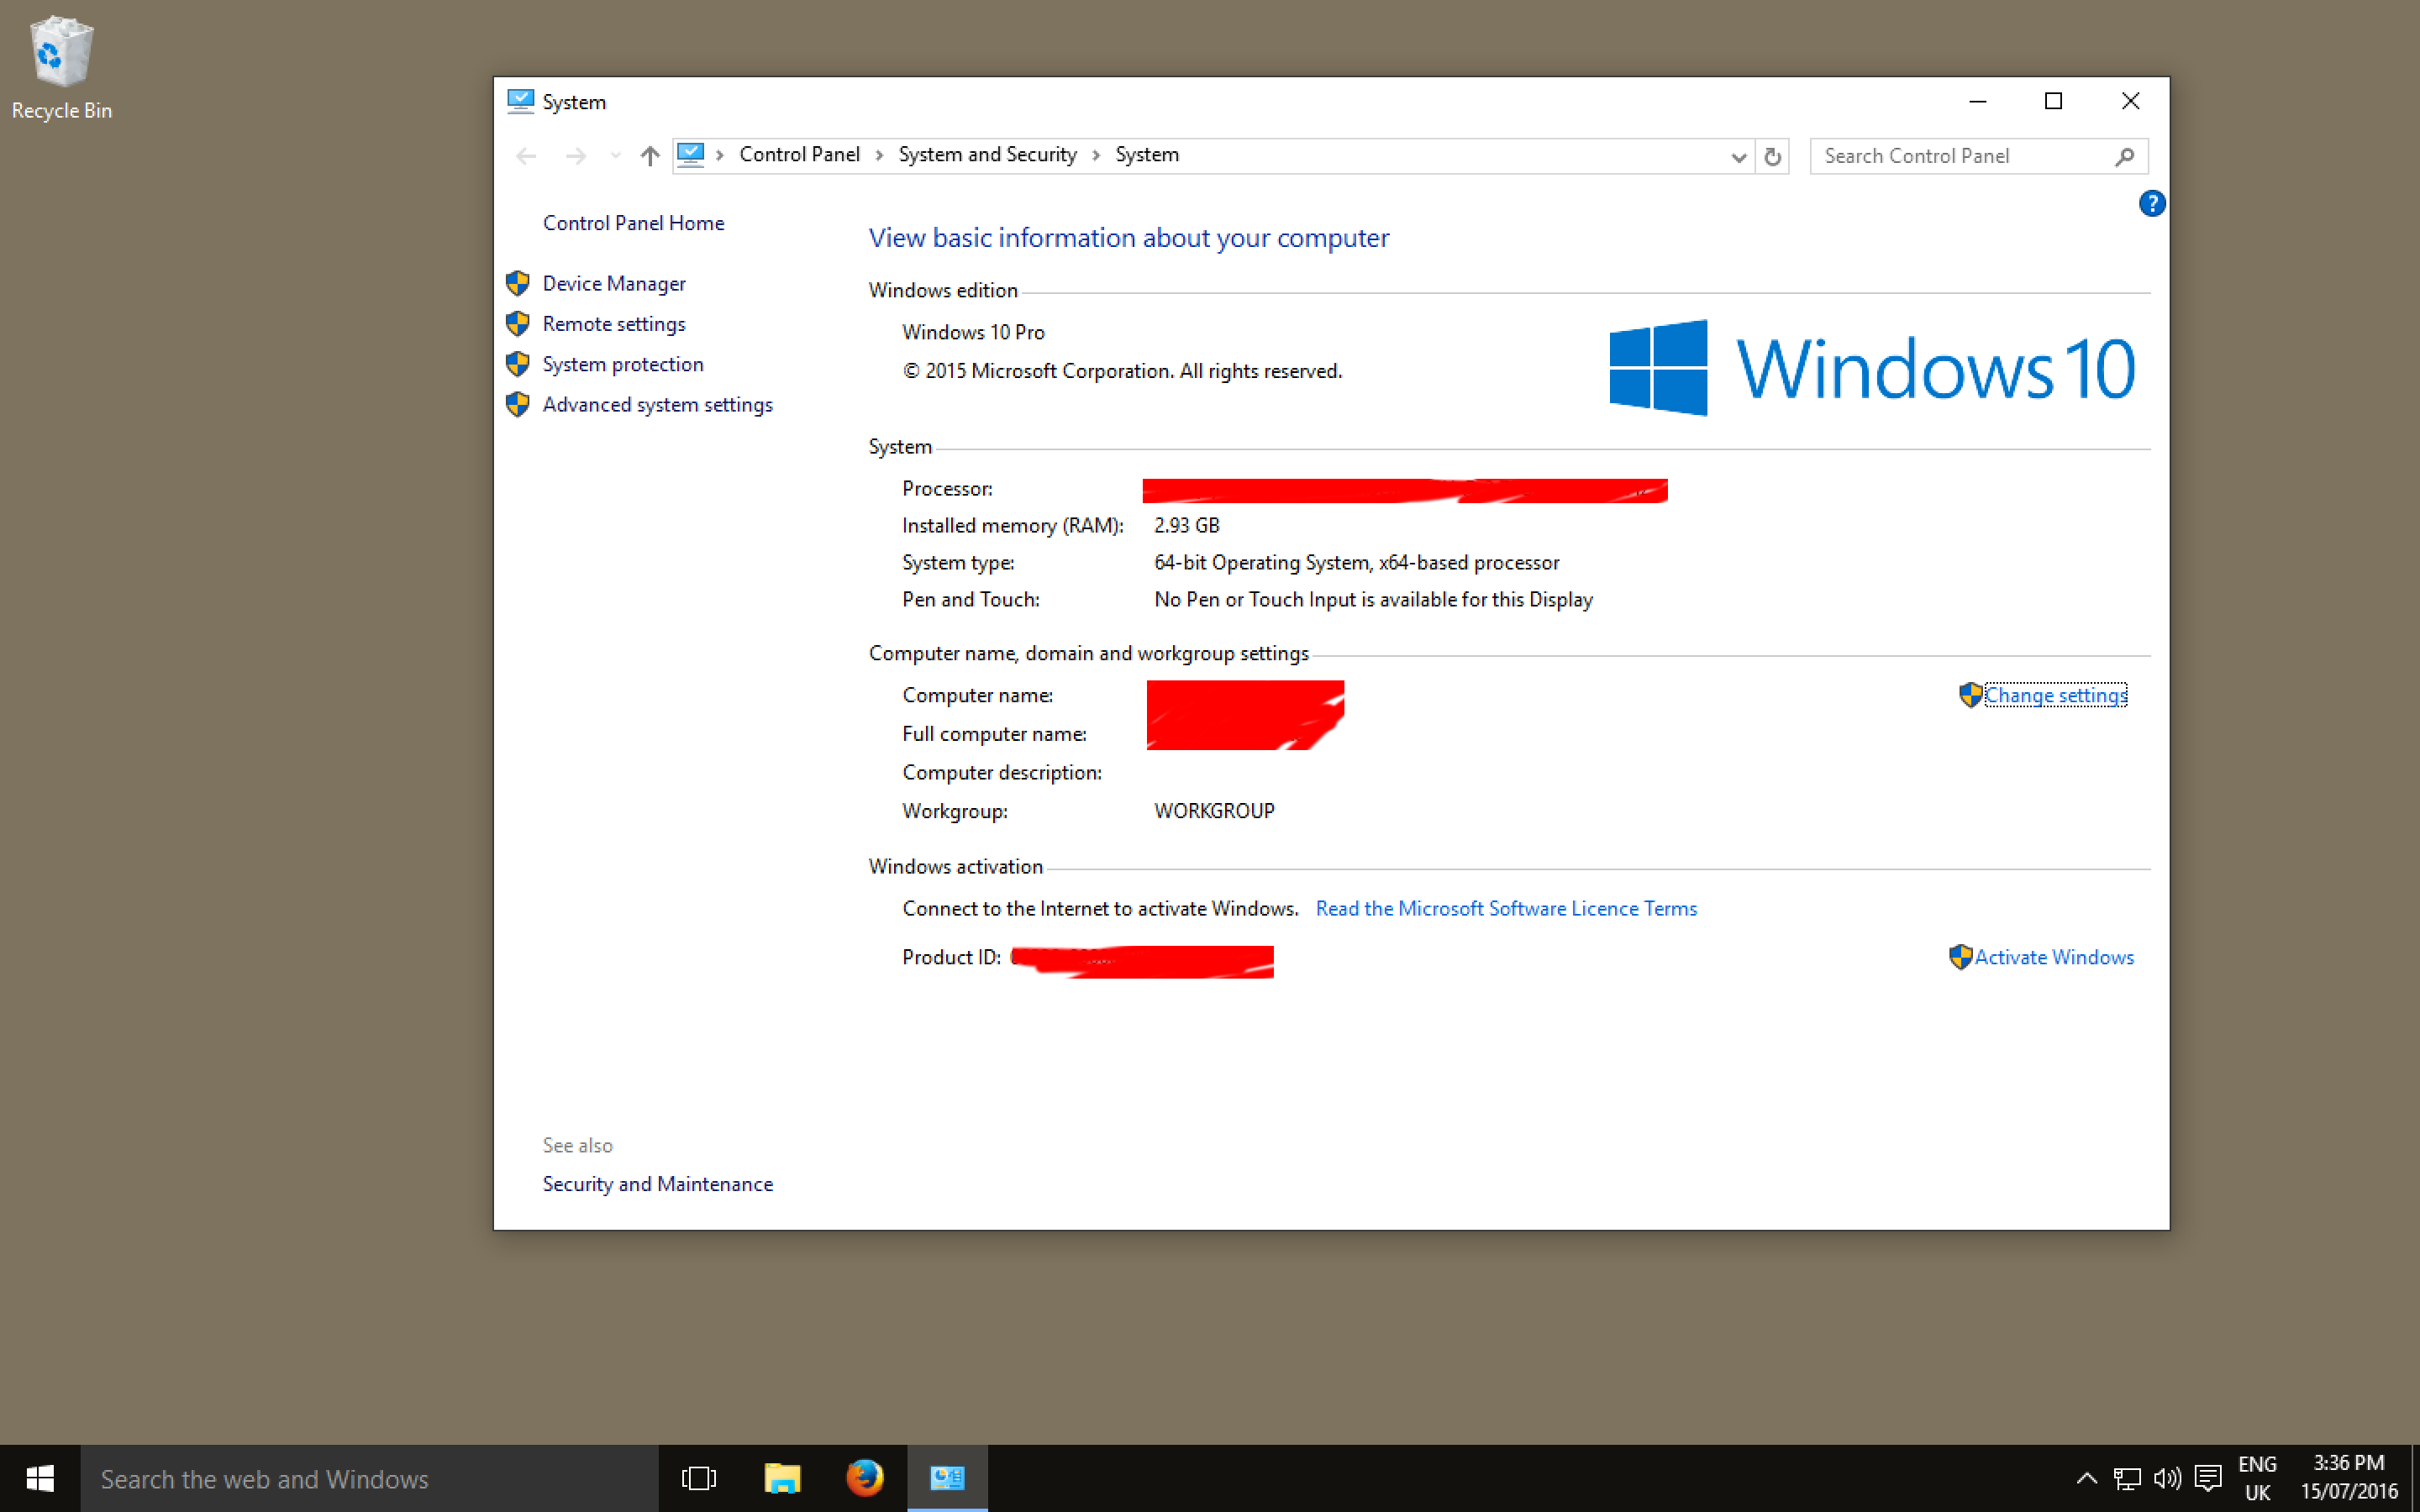 Recycle Bin
System
Control Panel > System and Security > System
Search Control Panel
?
Control Panel Home
Device Manager
Remote settings
System protection
Advanced system settings
View basic information about your computer
Windows edition
Windows 10 Pro
© 2015 Microsoft Corporation. All rights reserved.
Windows 10
System
Processor:
Installed memory (RAM): 2.93 GB
System type: 64-bit Operating System, x64-based processor
Pen and Touch: No Pen or Touch Input is available for this Display
Computer name, domain and workgroup settings
Computer name: Change settings
Full computer name:
Computer description:
Workgroup: WORKGROUP
Windows activation
Connect to the Internet to activate Windows. Read the Microsoft Software Licence Terms
Product ID: Activate Windows
See also
Security and Maintenance
Search the web and Windows
ENG
UK
3:36 PM
15/07/2016